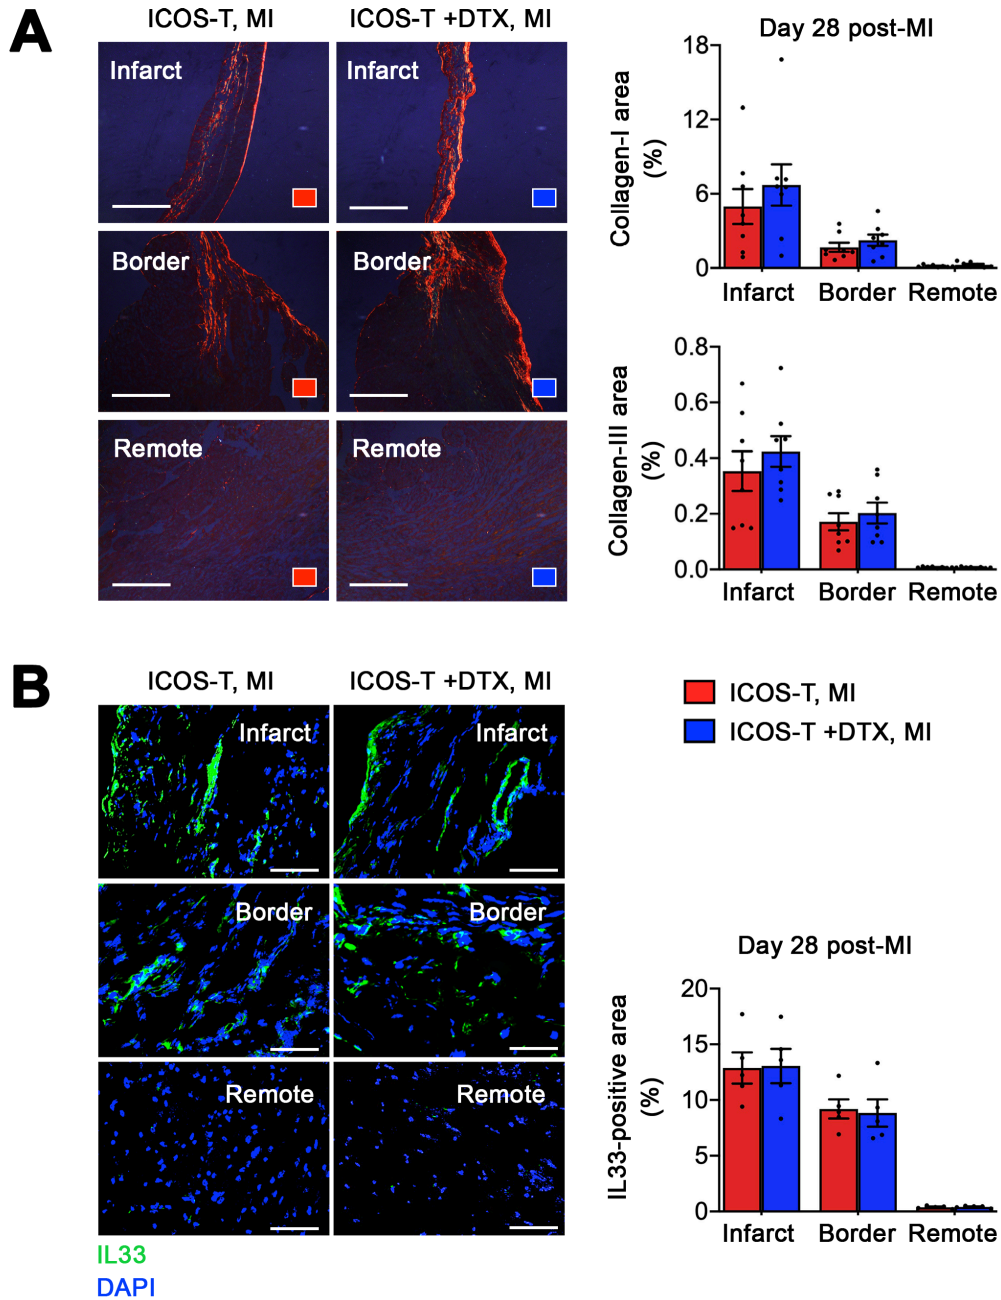 A
ICOS-T, MI
ICOS-T +DTX, MI
Infarct
Infarct
Border
Border
Remote
Remote
Day 28 post-MI
Collagen-I area
(%)
18
12
6
0
Infarct
Border
Remote
Collagen-III area
(%)
0.8
0.6
0.4
0.2
0.0
Infarct
Border
Remote
B
ICOS-T, MI
ICOS-T +DTX, MI
Infarct
Infarct
Border
Border
Remote
Remote
IL33
DAPI
ICOS-T, MI
ICOS-T +DTX, MI
Day 28 post-MI
IL33-positive area
(%)
20
15
10
5
0
Infarct
Border
Remote